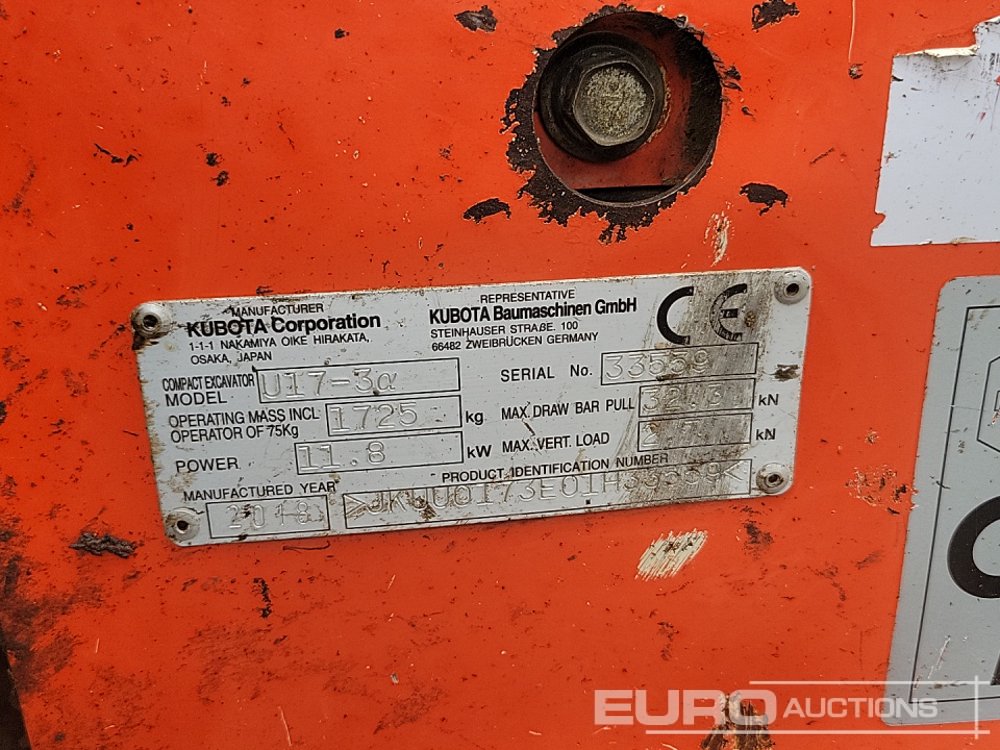 MANUFACTURER
KUBOTA Corporation
1-1-1 NAKAMIYA OIKE HIRAKATA,
OSAKA, JAPAN
REPRESENTATIVE
KUBOTA Baumaschinen GmbH
STEINHAUSER STRAßE. 100
66482 ZWEIBRÜCKEN GERMANY
CE
COMPACT EXCAVATOR
MODEL U17-3α
SERIAL No. 33559
OPERATING MASS INCL
OPERATOR OF 75Kg 1725 kg
MAX. DRAW BAR PULL kN
POWER 11.8 kW
MAX. VERT. LOAD kN
MANUFACTURED YEAR
2018
PRODUCT IDENTIFICATION NUMBER
EURO AUCTIONS